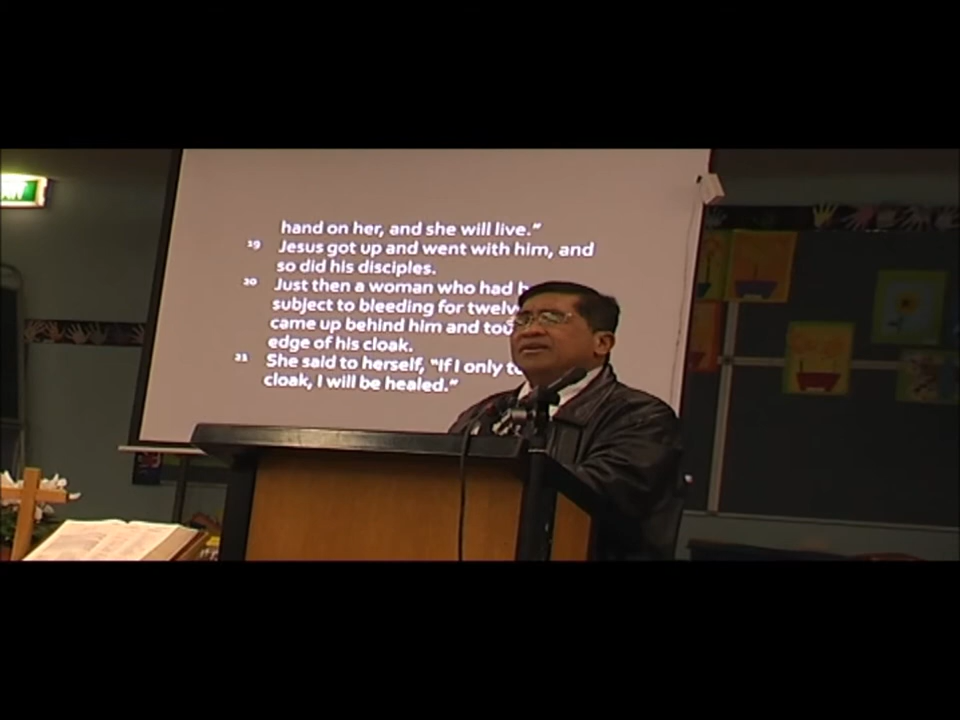 hand on her, and she will live."
19 Jesus got up and went with him, and
so did his disciples.
20 Just then a woman who had
subject to bleeding for
came up behind him and
edge of his cloak.
21 She said to herself, "If I only
cloak, I will be healed."